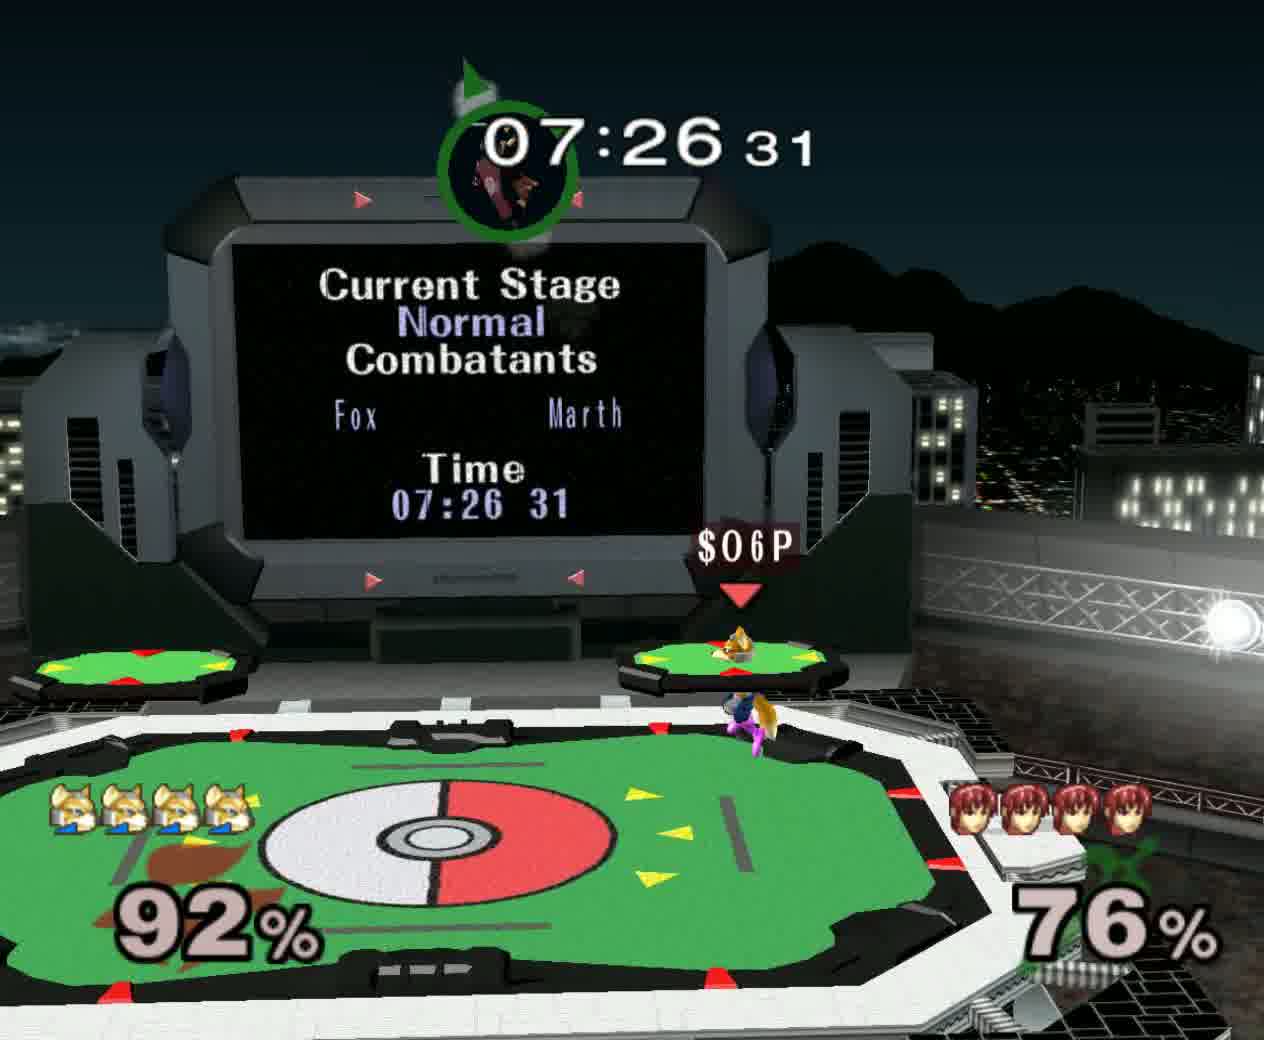 07:26 31
Current Stage
Normal
Combatants
Fox Marth
Time
07:26 31
$06P
92%
76%